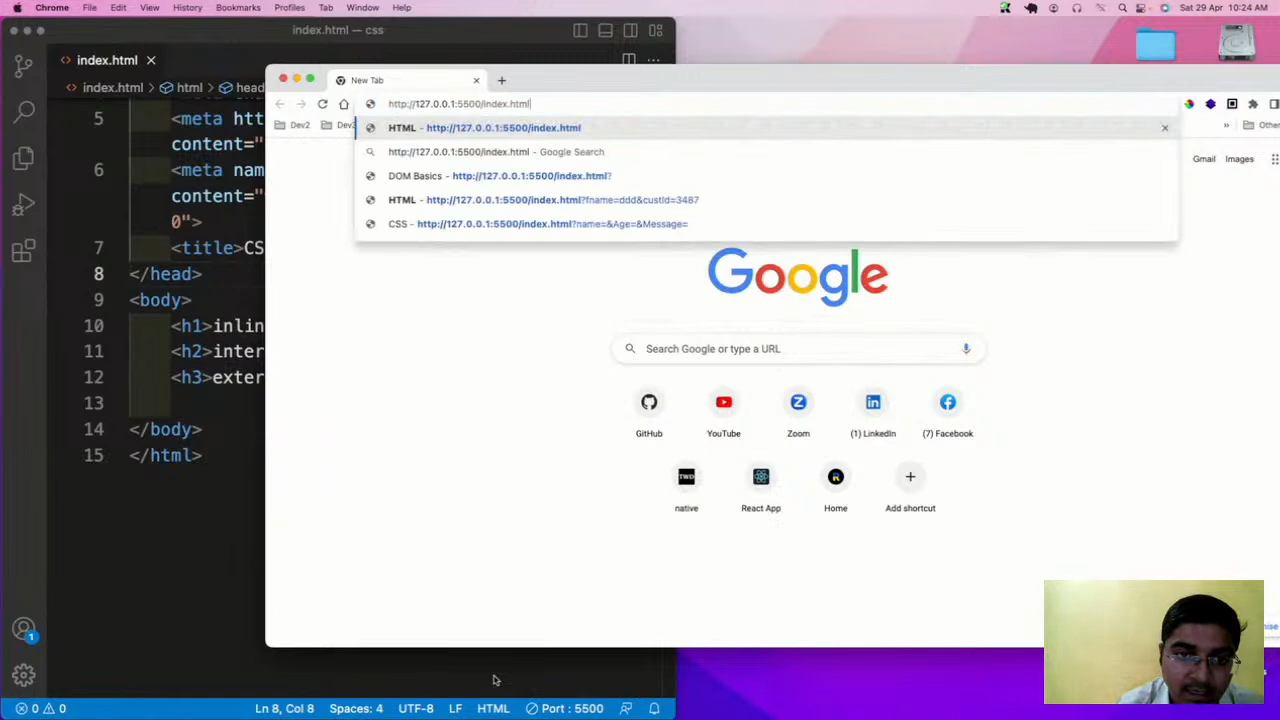 Chrome File Edit View History Bookmarks Profiles Tab Window Help Sat 29 Apr 10:24 AM
index.html — css
index.html
index.html > html > head
New Tab
http://127.0.0.1:5500/index.html
Dev2
HTML - http://127.0.0.1:5500/index.html
http://127.0.0.1:5500/index.html - Google Search
DOM Basics - http://127.0.0.1:5500/index.html?
HTML - http://127.0.0.1:5500/index.html?fname=ddd&custId=3487
CSS - http://127.0.0.1:5500/index.html?name=&Age=&Message=
Gmail Images
5 <meta htt
content="
6 <meta nam
content="
0">
7 <title>CS
8 </head>
9 <body>
10 <h1>inlin
11 <h2>inter
12 <h3>exter
13
14 </body>
15 </html>
Google
Search Google or type a URL
GitHub YouTube Zoom (1) LinkedIn (7) Facebook
TWD
native React App Home Add shortcut
1
0 0 Ln 8, Col 8 Spaces: 4 UTF-8 LF HTML Port : 5500